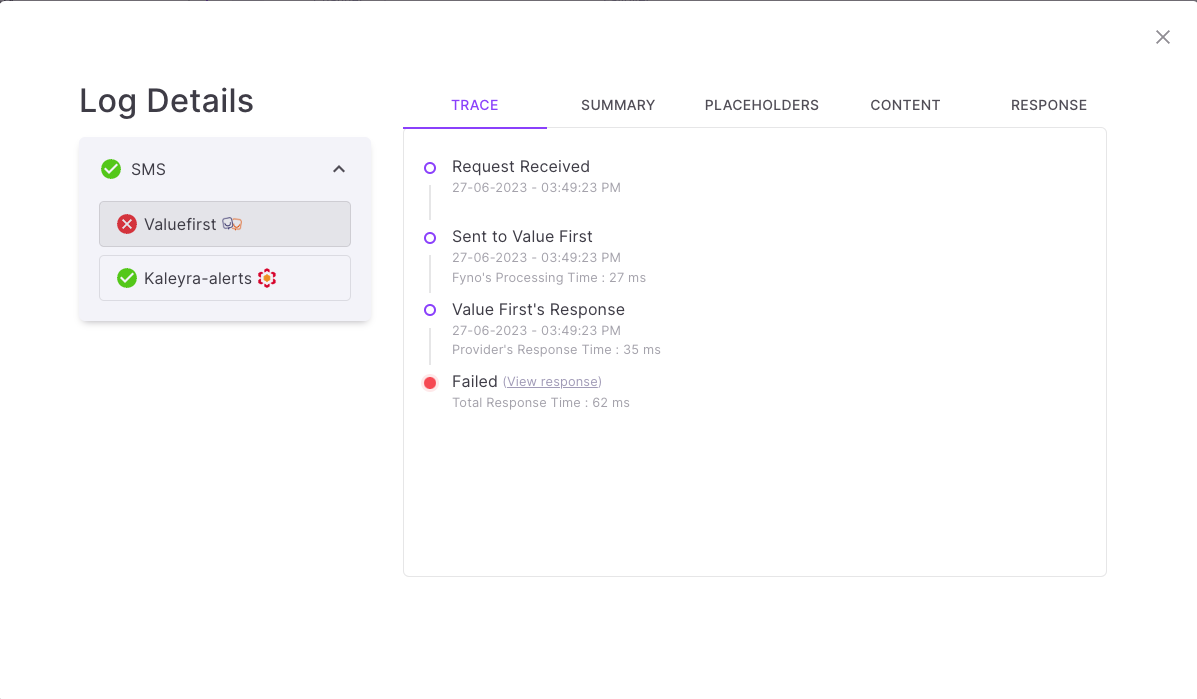 Log Details
SMS
Valuefirst
Kaleyra-alerts
TRACE SUMMARY PLACEHOLDERS CONTENT RESPONSE
Request Received
27-06-2023 - 03:49:23 PM
Sent to Value First
27-06-2023 - 03:49:23 PM
Fyno's Processing Time : 27 ms
Value First's Response
27-06-2023 - 03:49:23 PM
Provider's Response Time : 35 ms
Failed (View response)
Total Response Time : 62 ms